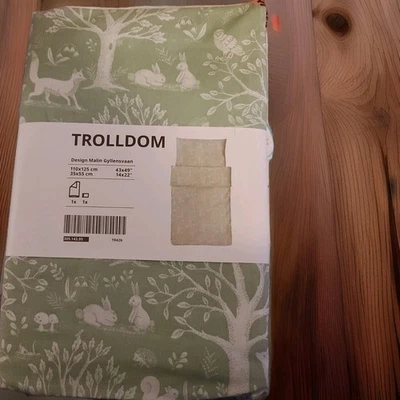 TROLLDOM
Design Malin Gyllensvaan
110x125 cm 43x49"
35x55 cm 14x22"
1x 1x